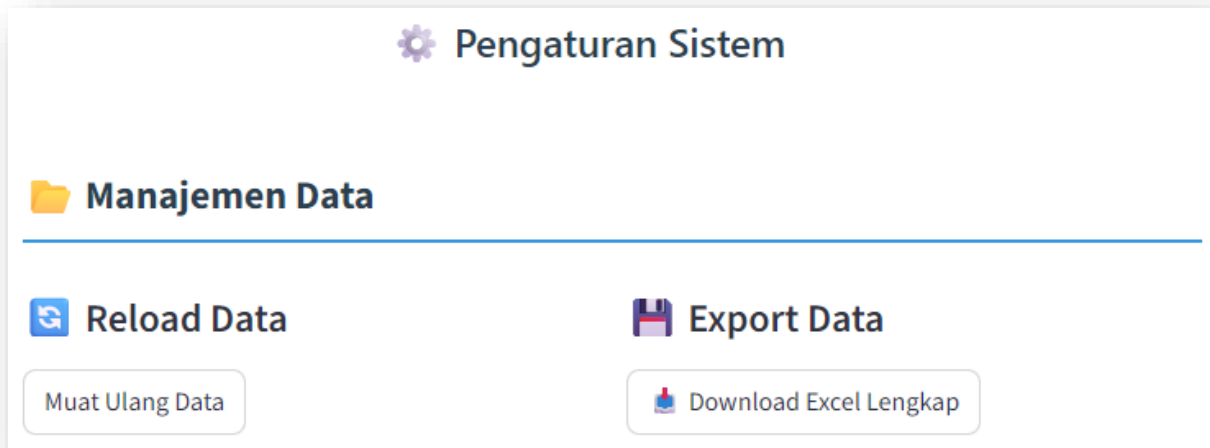 Pengaturan Sistem
Manajemen Data
Reload Data
Export Data
Muat Ulang Data
Download Excel Lengkap